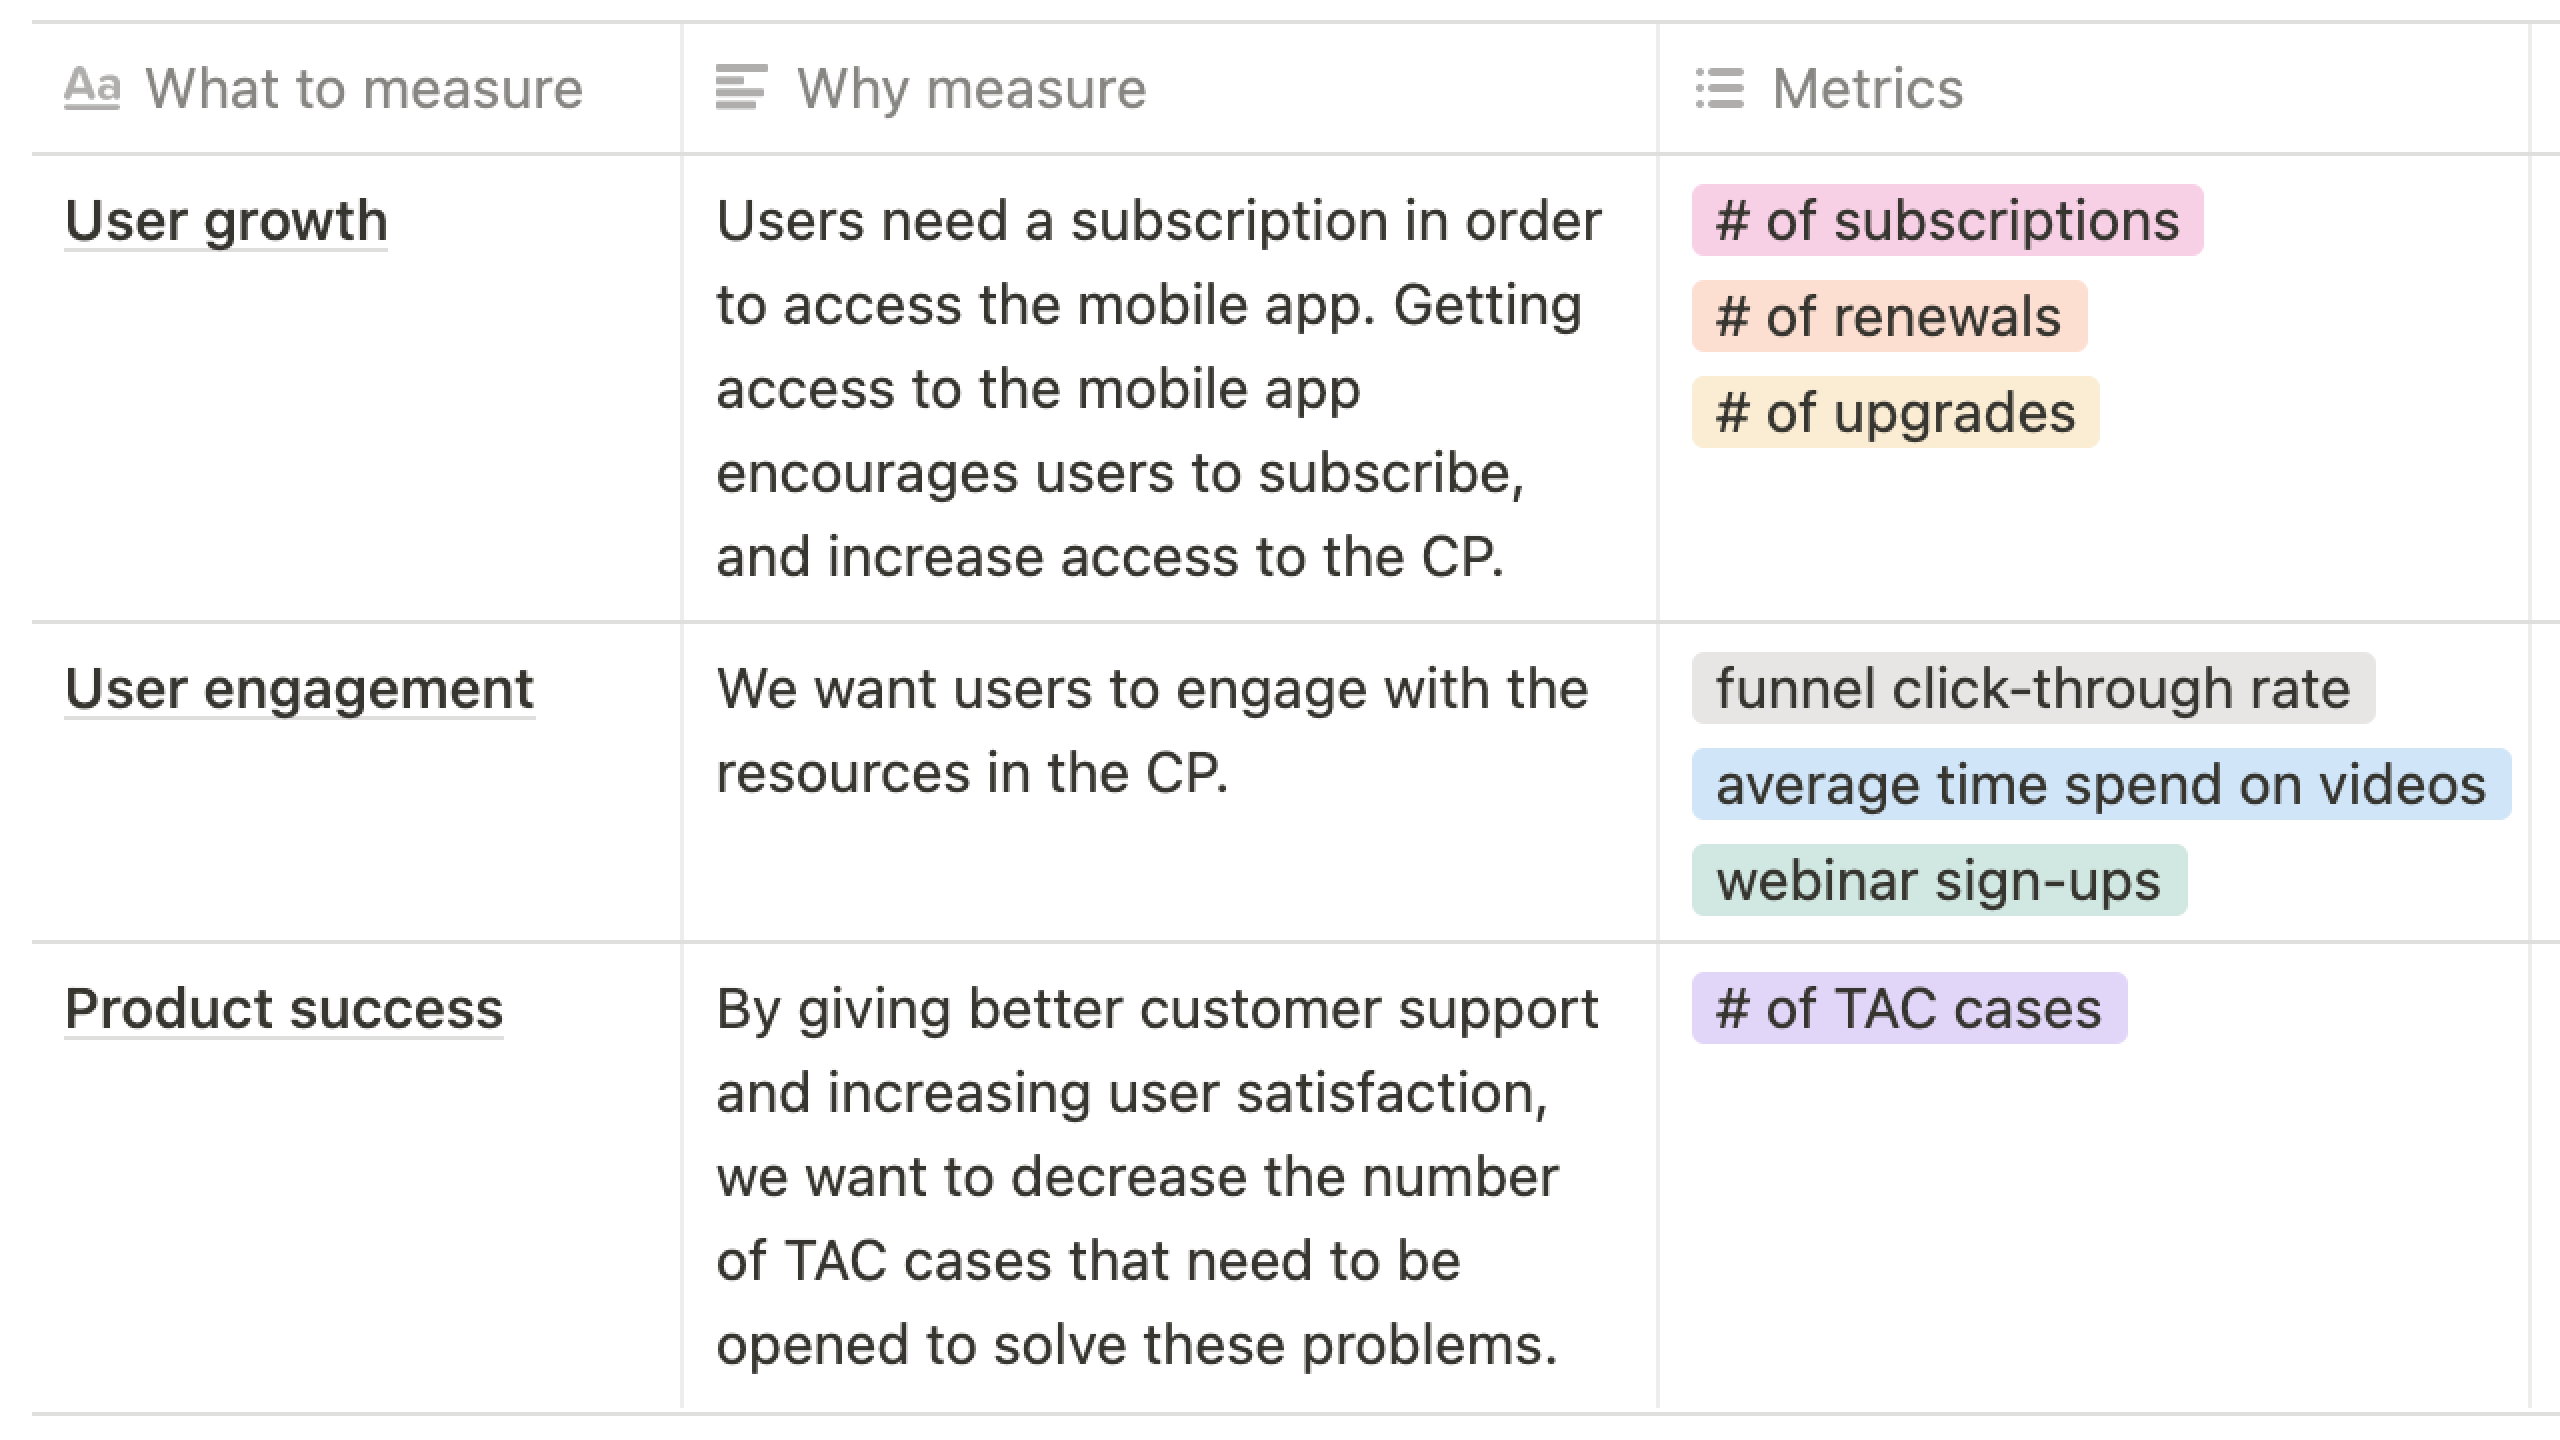 Aa What to measure
Why measure
Metrics
User growth
Users need a subscription in order
to access the mobile app. Getting
access to the mobile app
encourages users to subscribe,
and increase access to the CP.
# of subscriptions
# of renewals
# of upgrades
User engagement
We want users to engage with the
resources in the CP.
funnel click-through rate
average time spend on videos
webinar sign-ups
Product success
By giving better customer support
and increasing user satisfaction,
we want to decrease the number
of TAC cases that need to be
opened to solve these problems.
# of TAC cases